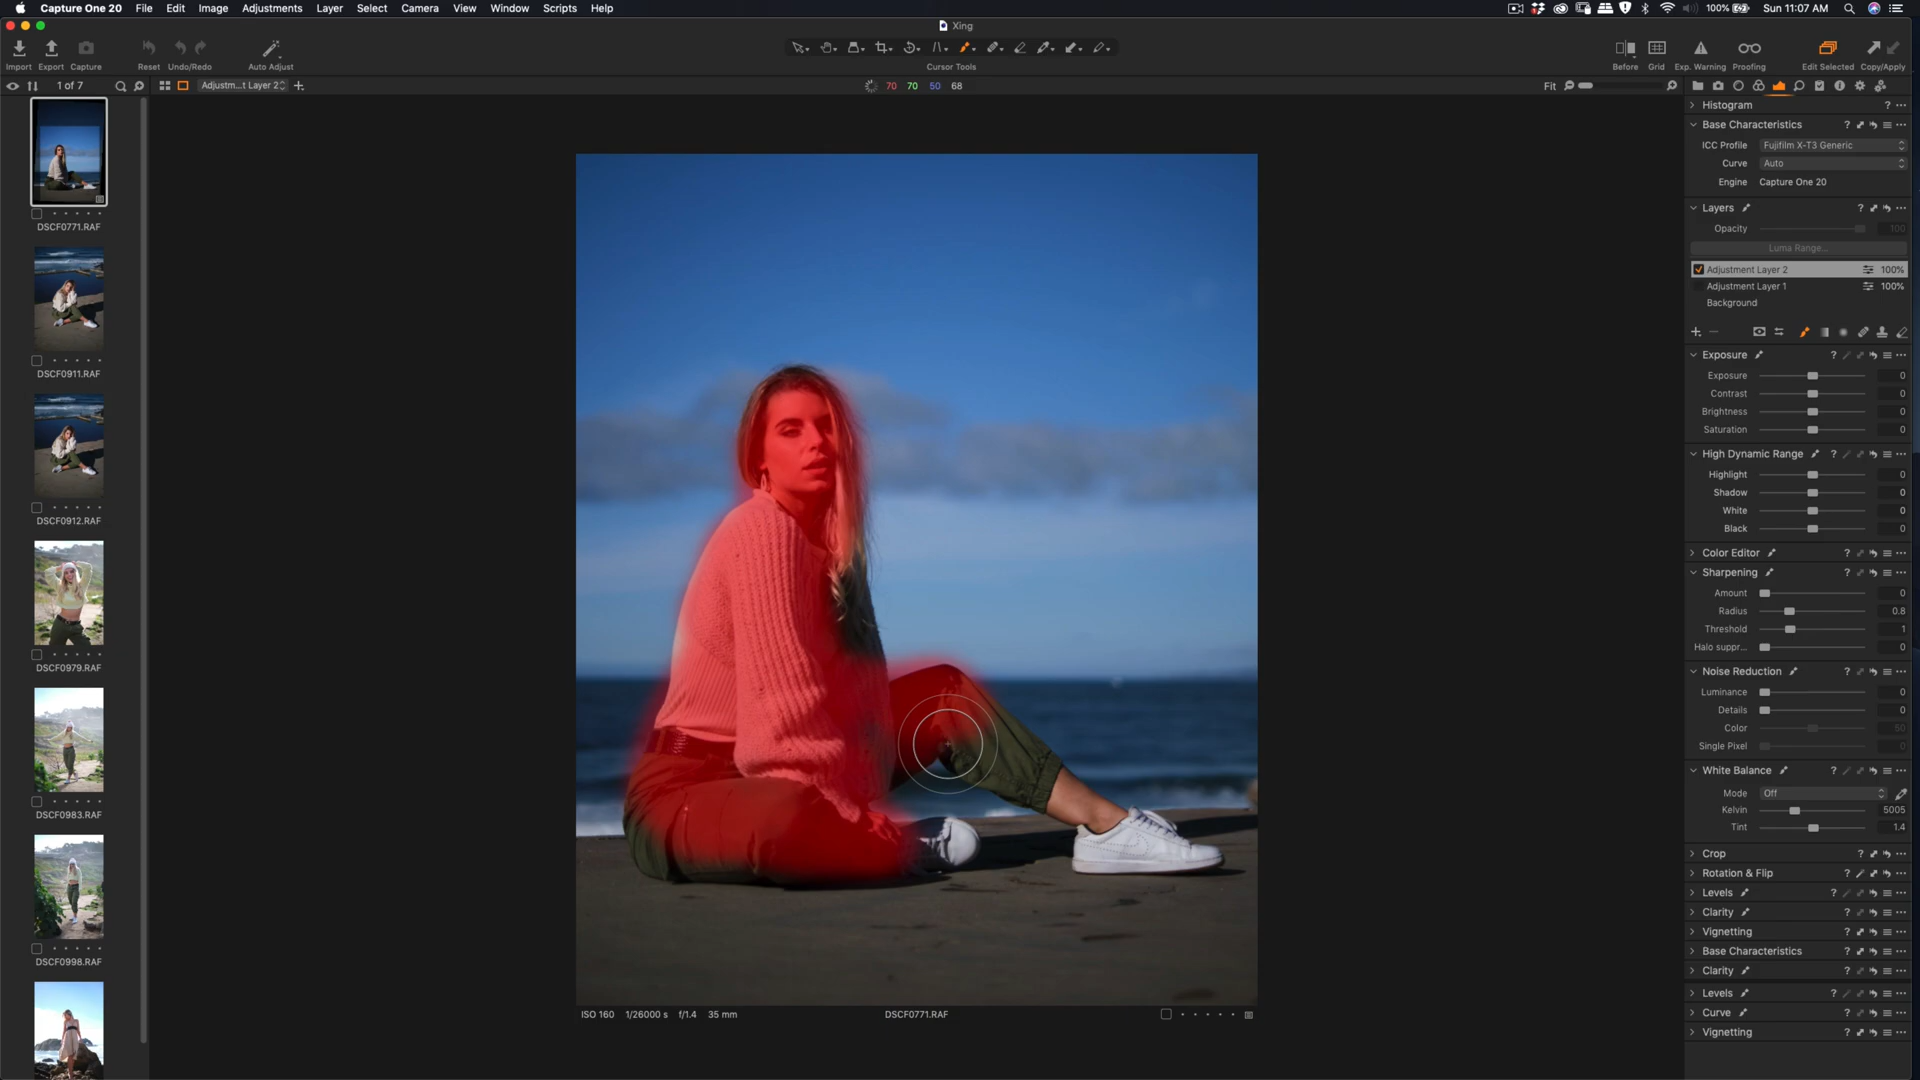 Capture One 20 File Edit Image Adjustments Layer Select Camera View Window Scripts Help
100% Sun 11:07 AM
Xing
Import Export Capture Reset Undo/Redo Auto Adjust Cursor Tools Before Grid Exp. Warning Proofing Edit Selected Copy/Apply
1 of 7 Adjustm...t Layer 2 70 70 50 68 Fit
DSCF0771.RAF
DSCF0911.RAF
DSCF0912.RAF
DSCF0979.RAF
DSCF0983.RAF
DSCF0998.RAF
ISO 160 1/26000 s f/1.4 35 mm DSCF0771.RAF
Histogram ?
Base Characteristics ?
ICC Profile Fujifilm X-T3 Generic
Curve Auto
Engine Capture One 20
Layers ?
Opacity 100
Luma Range...
Adjustment Layer 2 100%
Adjustment Layer 1 100%
Background
Exposure ?
Exposure 0
Contrast 0
Brightness 0
Saturation 0
High Dynamic Range ?
Highlight 0
Shadow 0
White 0
Black 0
Color Editor ?
Sharpening ?
Amount 0
Radius 0.8
Threshold 1
Halo suppr... 0
Noise Reduction ?
Luminance 0
Details 0
Color 50
Single Pixel 0
White Balance ?
Mode Off
Kelvin 5005
Tint 1.4
Crop ?
Rotation & Flip ?
Levels ?
Clarity ?
Vignetting ?
Base Characteristics ?
Clarity ?
Levels ?
Curve ?
Vignetting ?